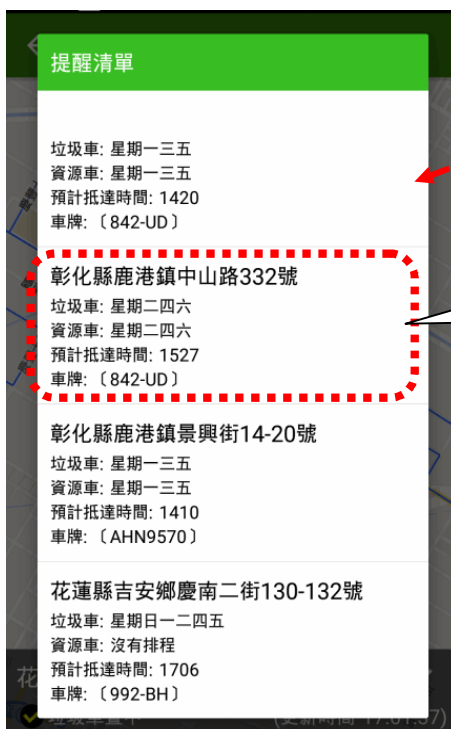 提醒清單
垃圾車: 星期一三五
資源車: 星期一三五
預計抵達時間: 1420
車牌: 〔842-UD〕
彰化縣鹿港鎮中山路332號
垃圾車: 星期二四六
資源車: 星期二四六
預計抵達時間: 1527
車牌: 〔842-UD〕
彰化縣鹿港鎮景興街14-20號
垃圾車: 星期一三五
資源車: 星期一三五
預計抵達時間: 1410
車牌: 〔AHN9570〕
花蓮縣吉安鄉慶南二街130-132號
垃圾車: 星期日一二四五
資源車: 沒有排程
預計抵達時間: 1706
車牌: 〔992-BH〕
花